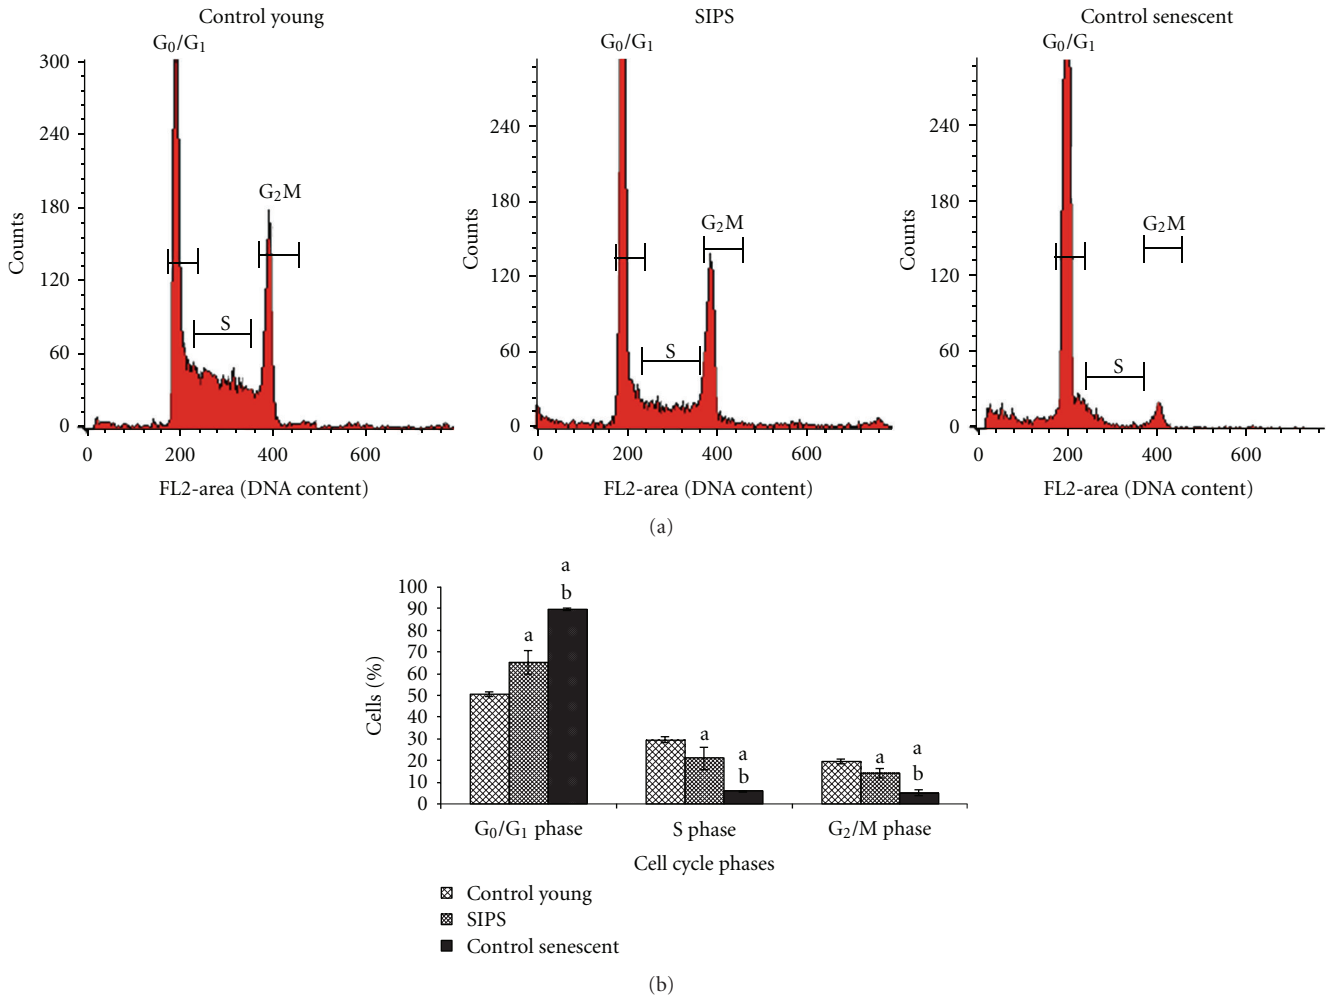 Control young
G0/G1
300
240
180
120
60
0
Counts
G2M
S
0 200 400 600
FL2-area (DNA content)
SIPS
G0/G1
240
180
120
60
0
Counts
G2M
S
0 200 400 600
FL2-area (DNA content)
Control senescent
G0/G1
240
180
120
60
0
Counts
G2M
S
0 200 400 600
FL2-area (DNA content)
(a)
100
90
80
70
60
50
40
30
20
10
0
Cells (%)
a
a
b
a
a
b
a
a
b
G0/G1 phase S phase G2/M phase
Cell cycle phases
Control young
SIPS
Control senescent
(b)